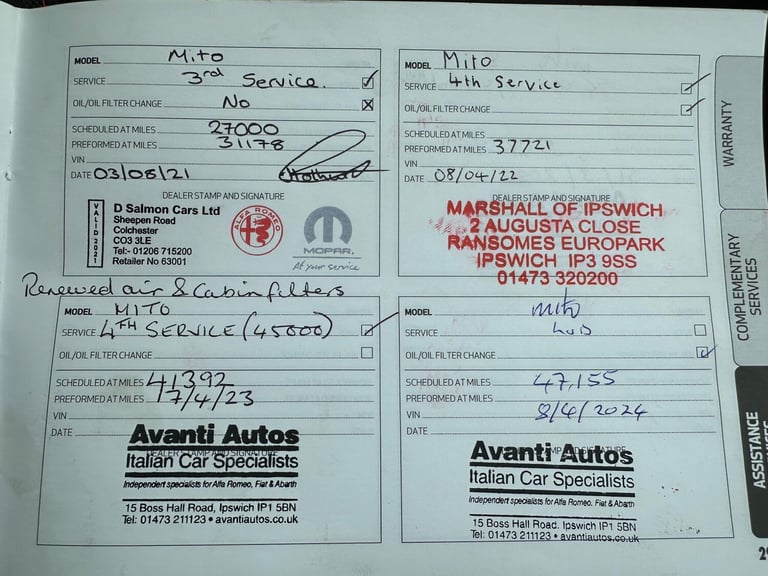 MODEL Mito
SERVICE 3rd Service.
OIL/OIL FILTER CHANGE No
SCHEDULED AT MILES 27000
PREFORMED AT MILES 31178
VIN
DATE 03/08/21
DEALER STAMP AND SIGNATURE
VALID 2021
D Salmon Cars Ltd
Sheepen Road
Colchester
CO3 3LE
Tel:- 01206 715200
Retailer No 63001
ALFA ROMEO
MOPAR.
At your service
Renewed air & Cabin filters
MODEL Mito
SERVICE 4th Service
OIL/OIL FILTER CHANGE
SCHEDULED AT MILES
PREFORMED AT MILES 37721
VIN
DATE 08/04/22
DEALER STAMP AND SIGNATURE
MARSHALL OF IPSWICH
2 AUGUSTA CLOSE
RANSOMES EUROPARK
IPSWICH IP3 9SS
01473 320200
MODEL MITO
SERVICE 4TH SERVICE (45000)
OIL/OIL FILTER CHANGE
SCHEDULED AT MILES 41392
PREFORMED AT MILES 17/4/23
VIN
DATE
DEALER STAMP AND SIGNATURE
Avanti Autos
Italian Car Specialists
Independent specialists for Alfa Romeo, Fiat & Abarth
15 Boss Hall Road, Ipswich IP1 5BN
Tel: 01473 211123 • avantiautos.co.uk
MODEL mito
SERVICE
OIL/OIL FILTER CHANGE
SCHEDULED AT MILES 47,155
PREFORMED AT MILES
VIN 8/4/2024
DATE
STAMP AND SIGNATURE
Avanti Autos
Italian Car Specialists
Independent specialists for Alfa Romeo, Fiat & Abarth
15 Boss Hall Road, Ipswich IP1 5BN
Tel: 01473 211123 • avantiautos.co.uk
WARRANTY
COMPLEMENTARY
SERVICES
ASSISTANCE